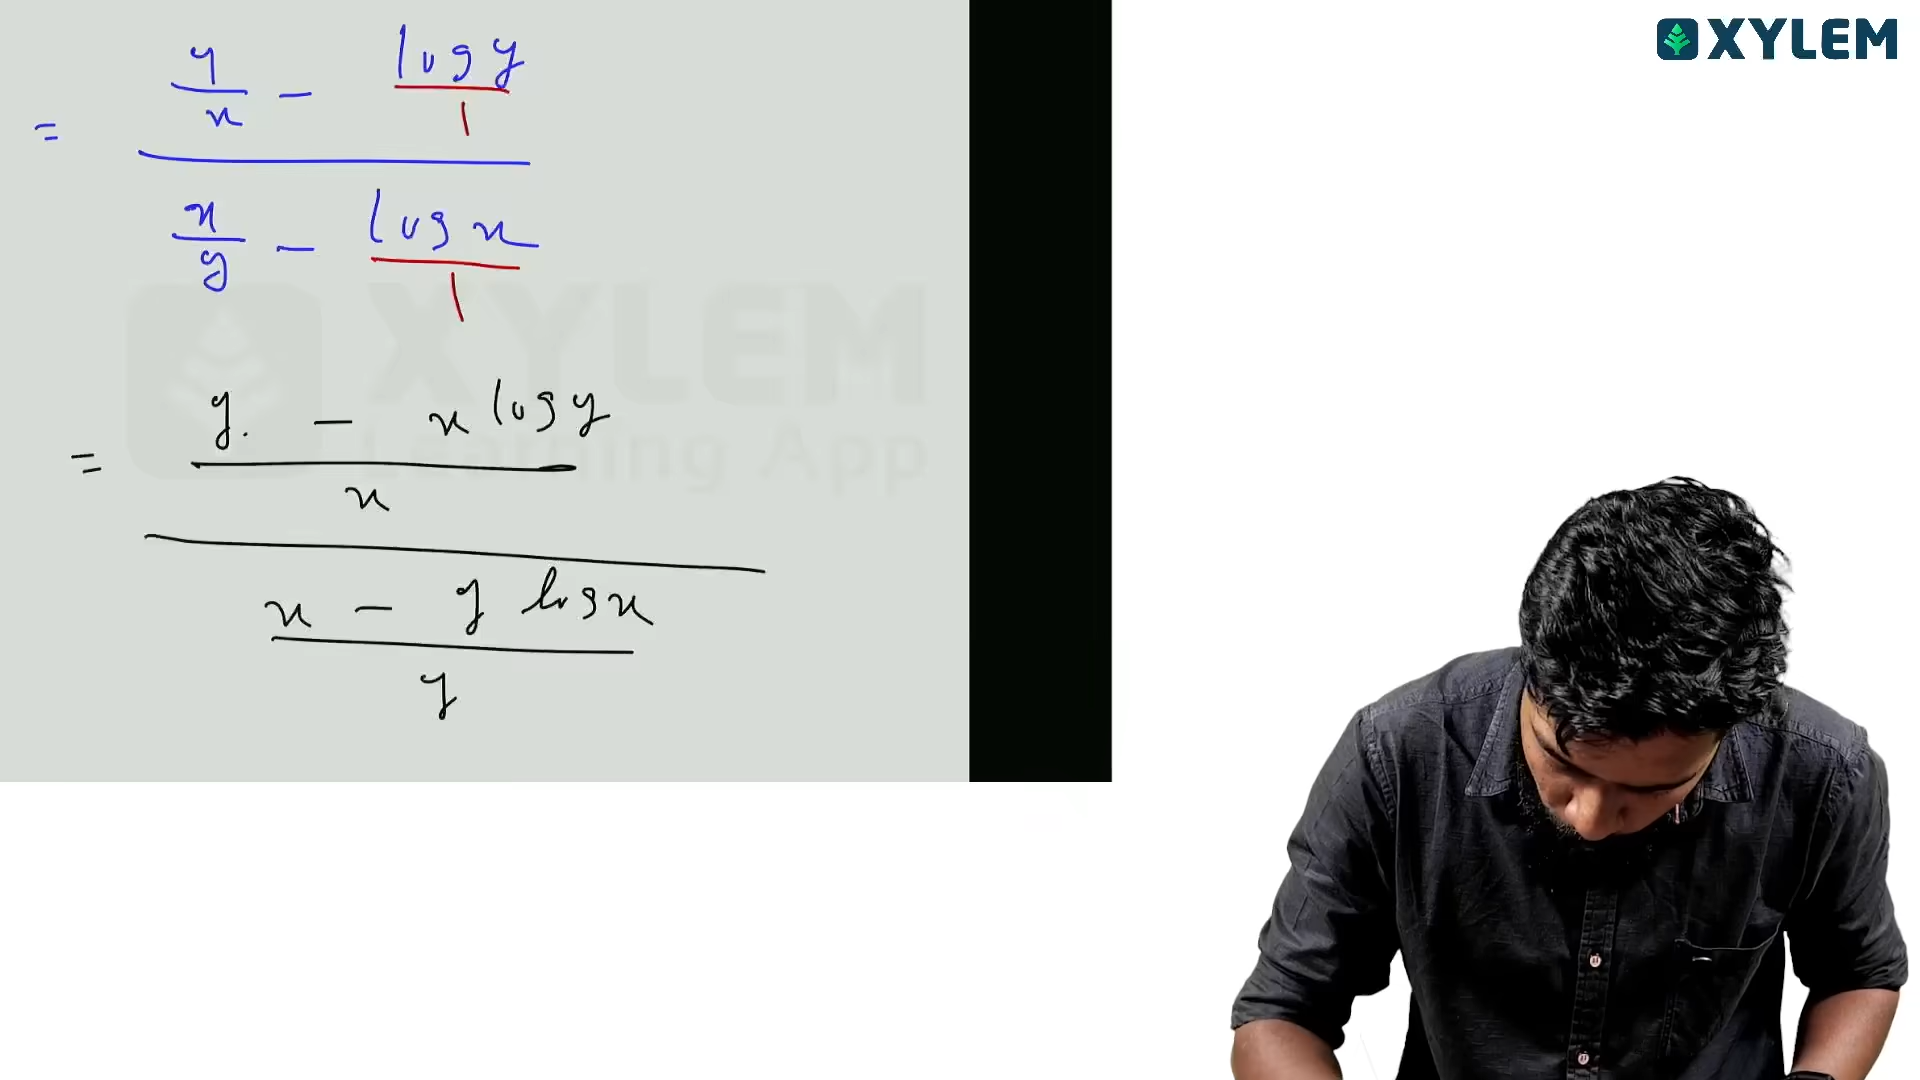 XYLEM
= y/x - log y/1
x/y - log x/1
XYLEM
Learning App
= y. - x log y
x
x - y log x
y